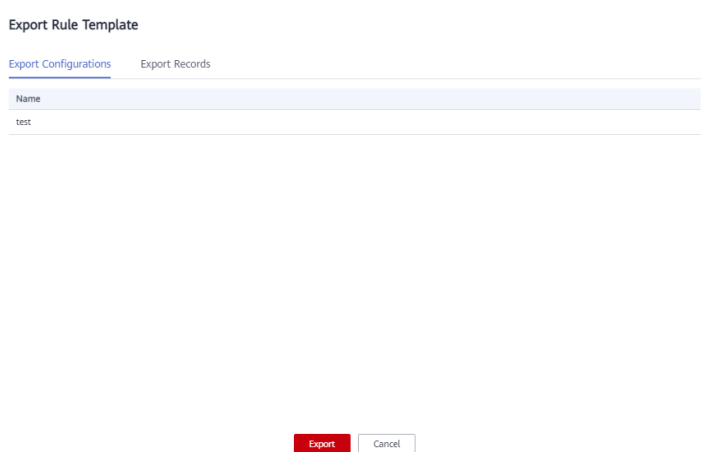 Export Rule Template
Export Configurations Export Records
Name
test
Export Cancel